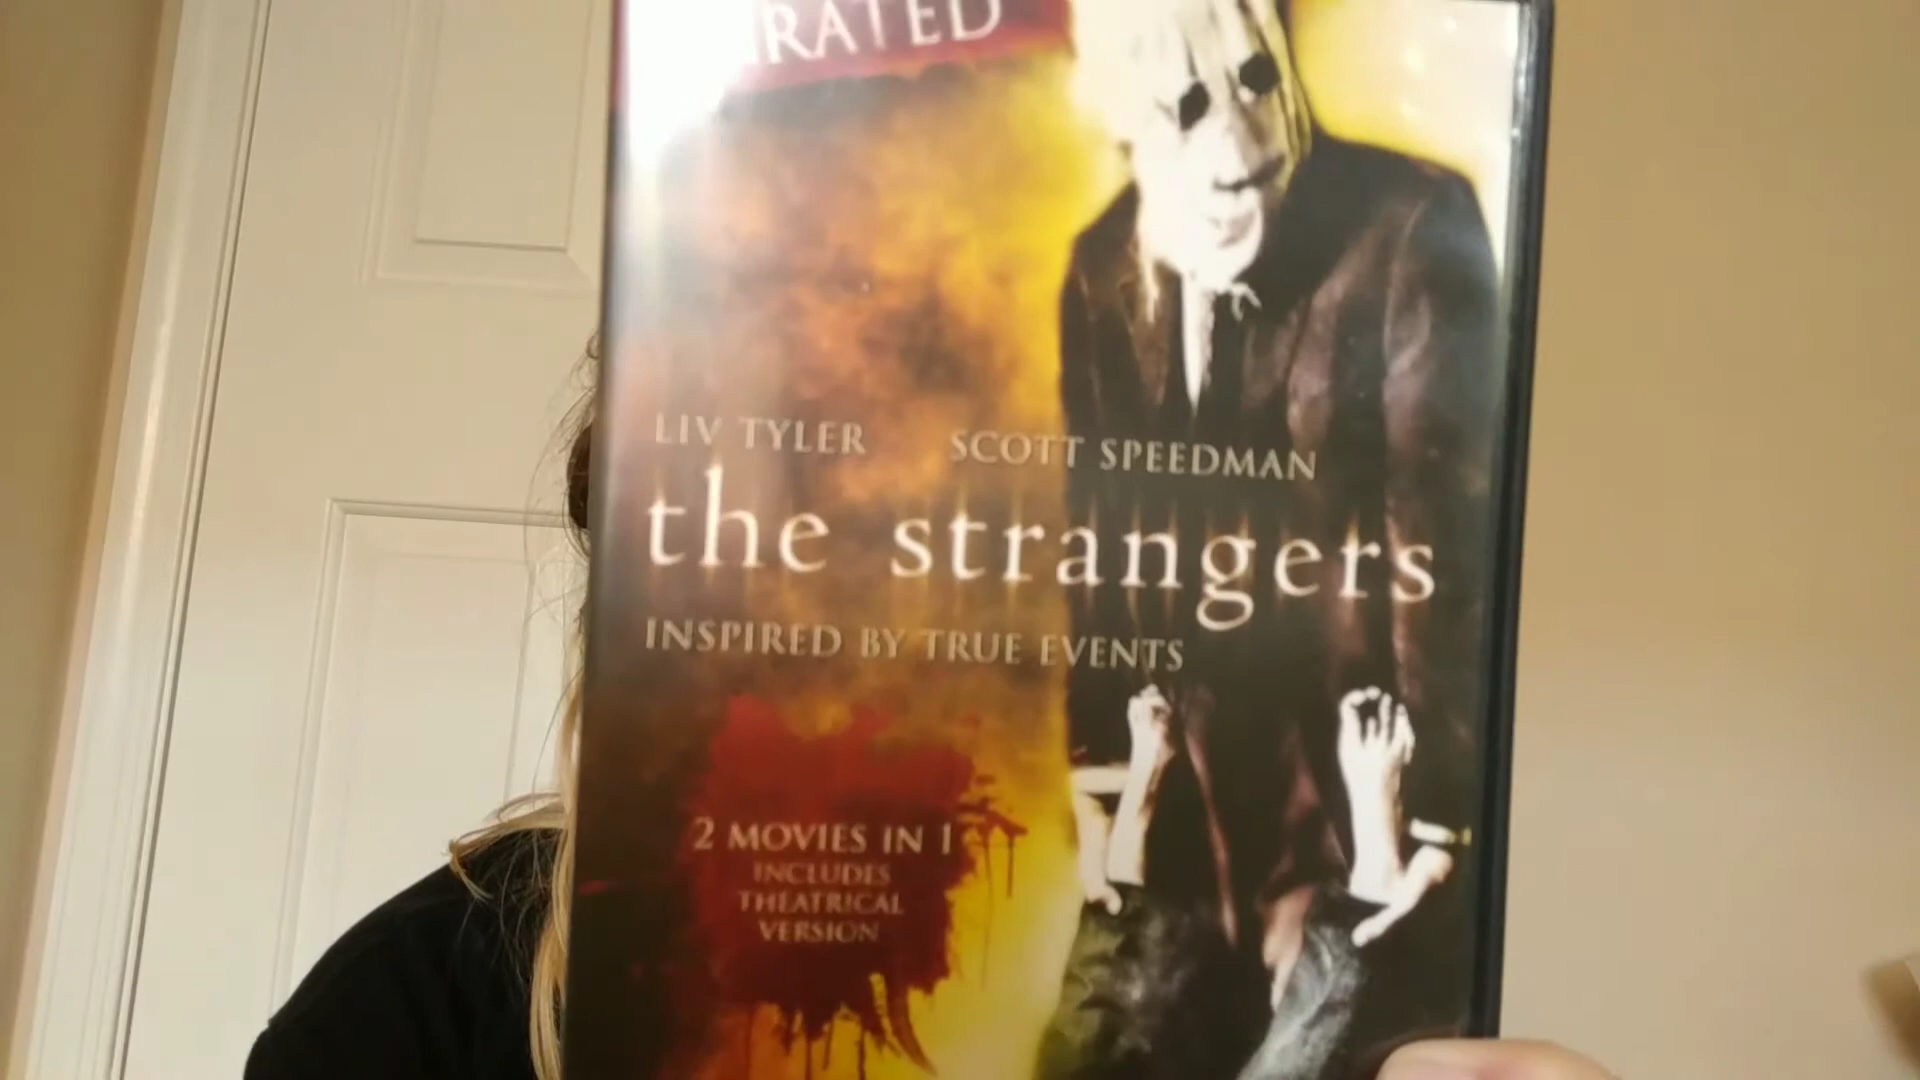 RATED
LIV TYLER SCOTT SPEEDMAN
the strangers
INSPIRED BY TRUE EVENTS
2 MOVIES IN 1
INCLUDES
THEATRICAL
VERSION